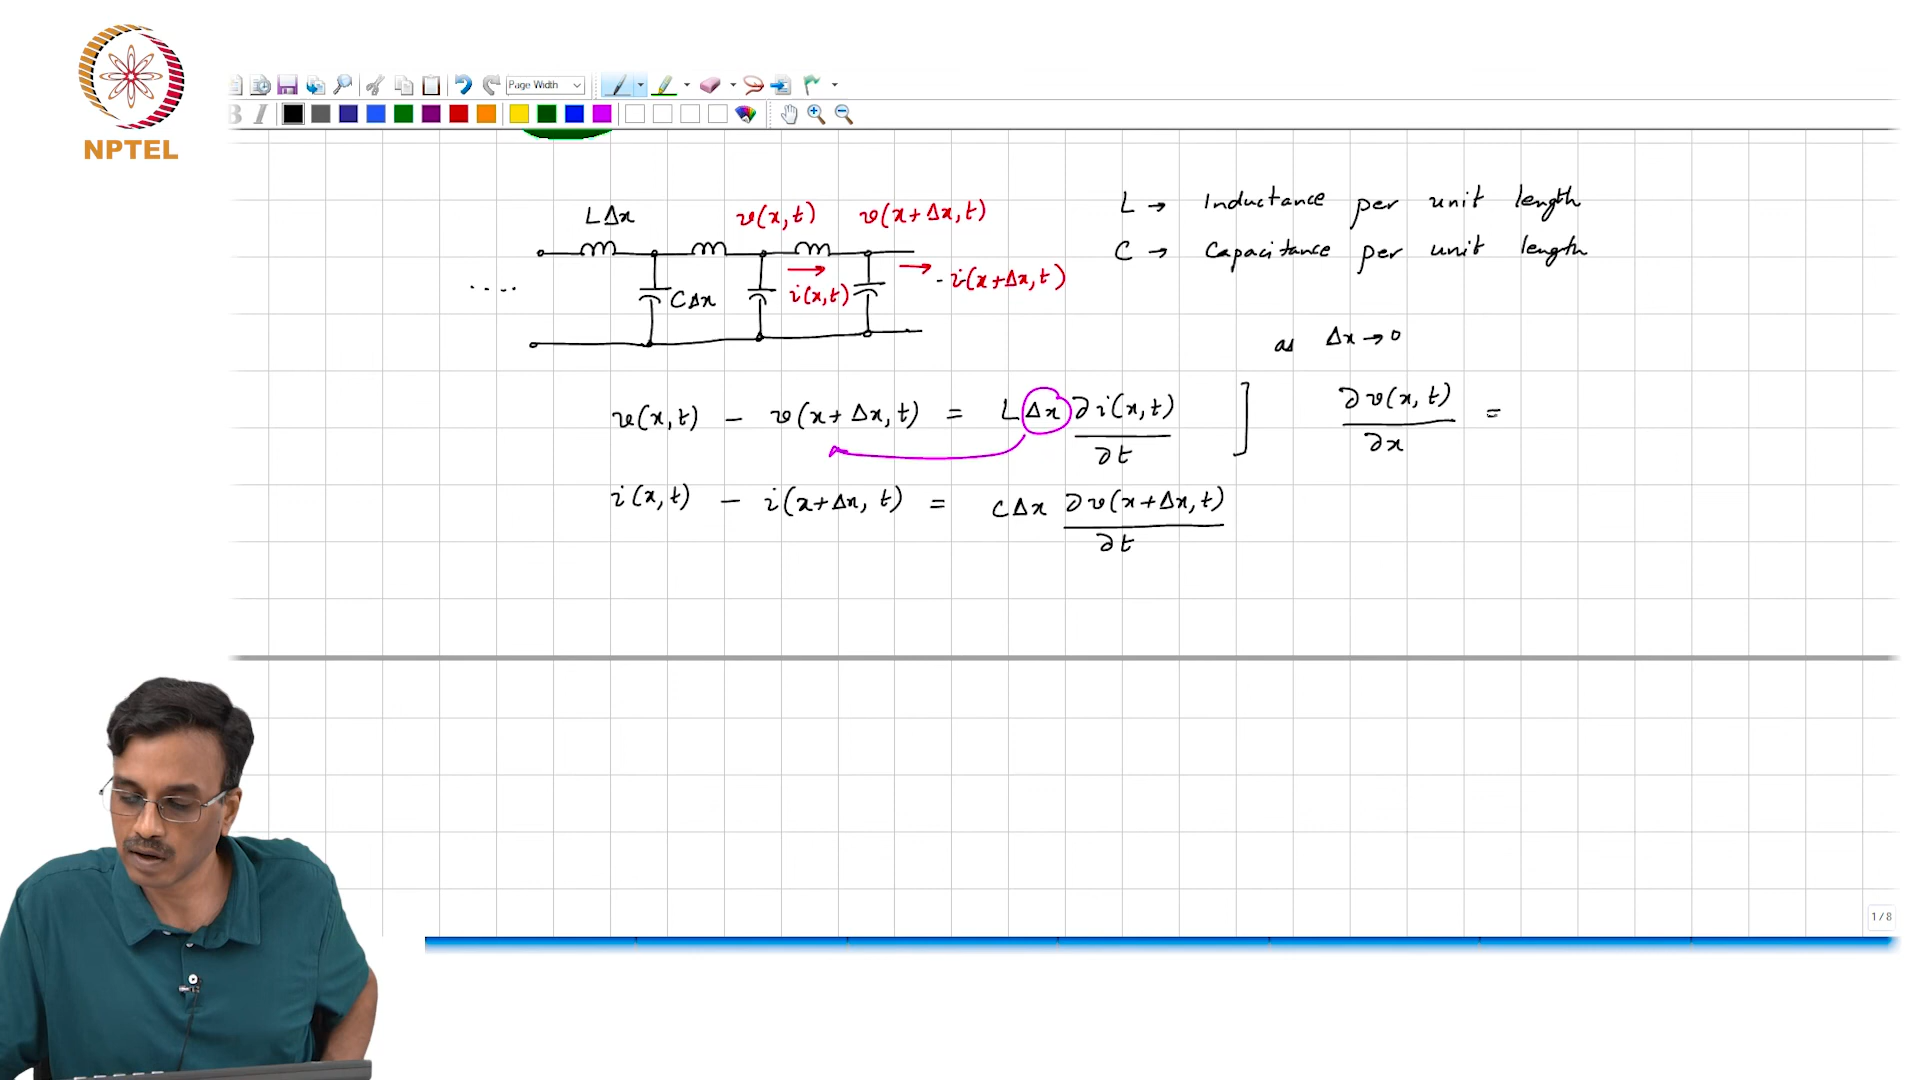 NPTEL
Page Width
B I
LΔx
v(x,t)
v(x+Δx,t)
L → Inductance per unit length
C → Capacitance per unit length
....
CΔx
i(x,t)
- i(x+Δx,t)
as Δx→0
v(x,t) - v(x+Δx,t) = LΔx ∂i(x,t)/∂t ] ∂v(x,t)/∂x =
i(x,t) - i(x+Δx, t) = CΔx ∂v(x+Δx,t)/∂t
1 / 8